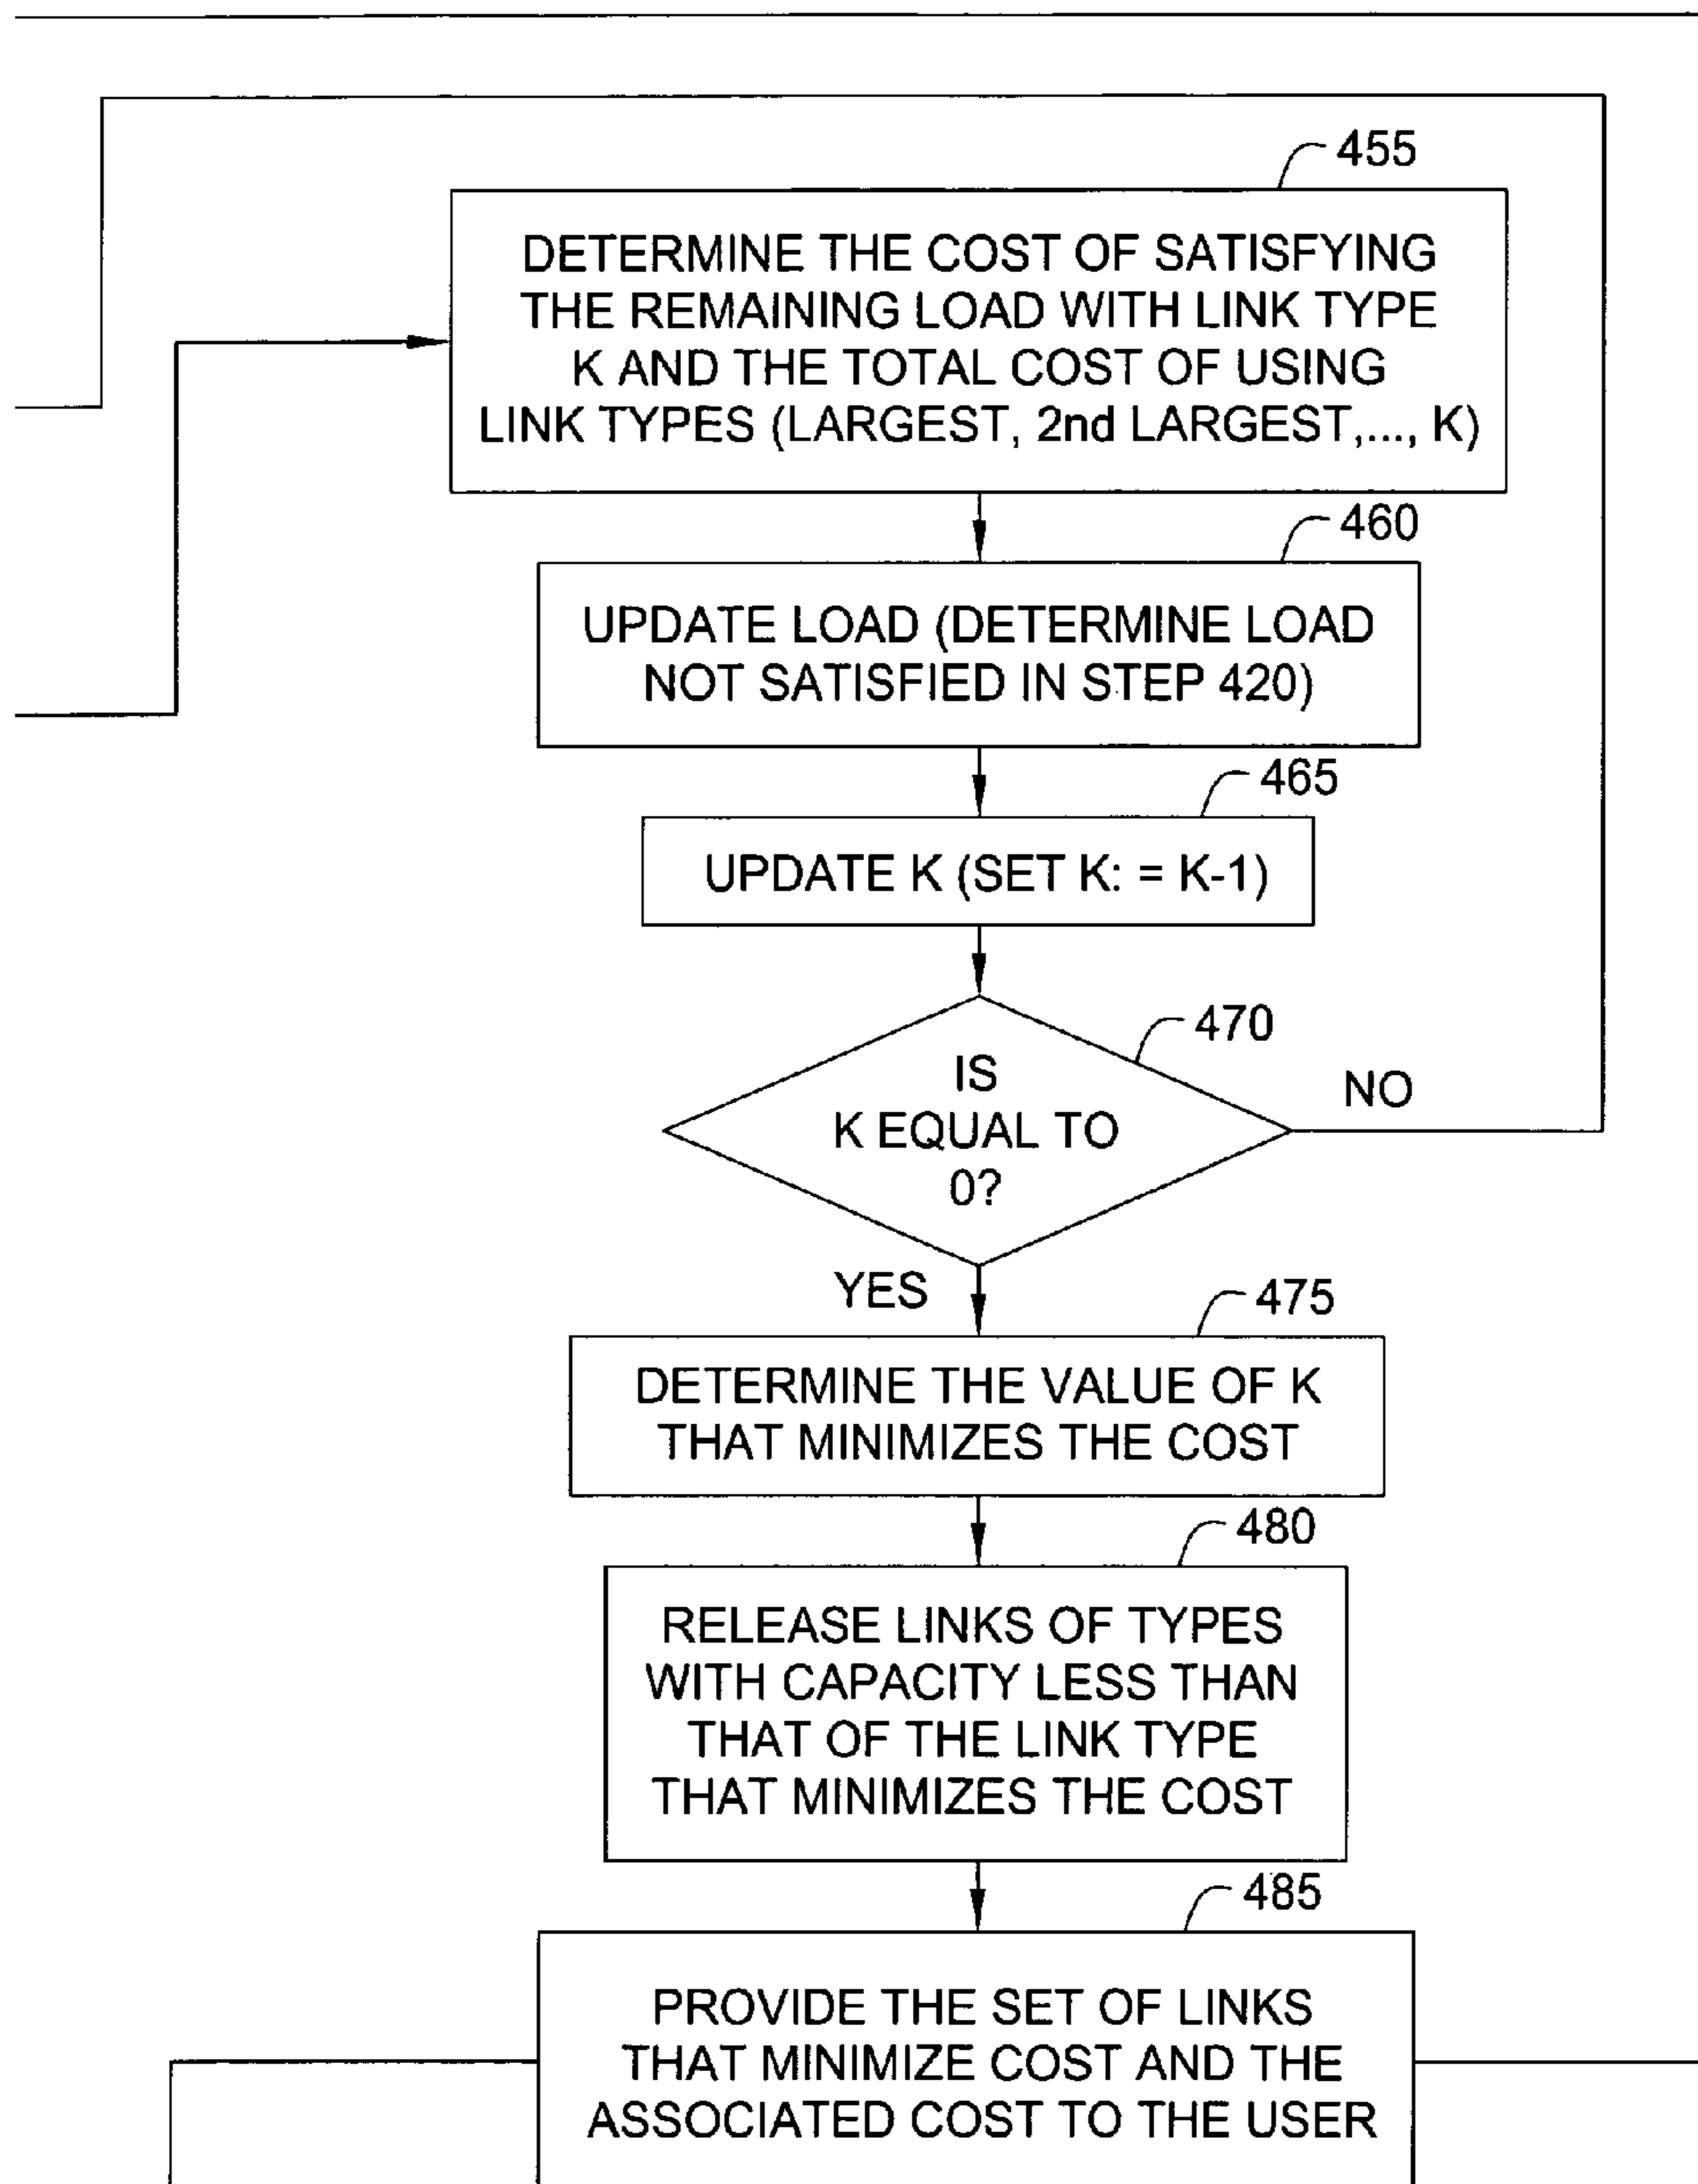 455
DETERMINE THE COST OF SATISFYING
THE REMAINING LOAD WITH LINK TYPE
K AND THE TOTAL COST OF USING
LINK TYPES (LARGEST, 2nd LARGEST,..., K)
460
UPDATE LOAD (DETERMINE LOAD
NOT SATISFIED IN STEP 420)
465
UPDATE K (SET K: = K-1)
470
IS
K EQUAL TO
0?
NO
YES
475
DETERMINE THE VALUE OF K
THAT MINIMIZES THE COST
480
RELEASE LINKS OF TYPES
WITH CAPACITY LESS THAN
THAT OF THE LINK TYPE
THAT MINIMIZES THE COST
485
PROVIDE THE SET OF LINKS
THAT MINIMIZE COST AND THE
ASSOCIATED COST TO THE USER